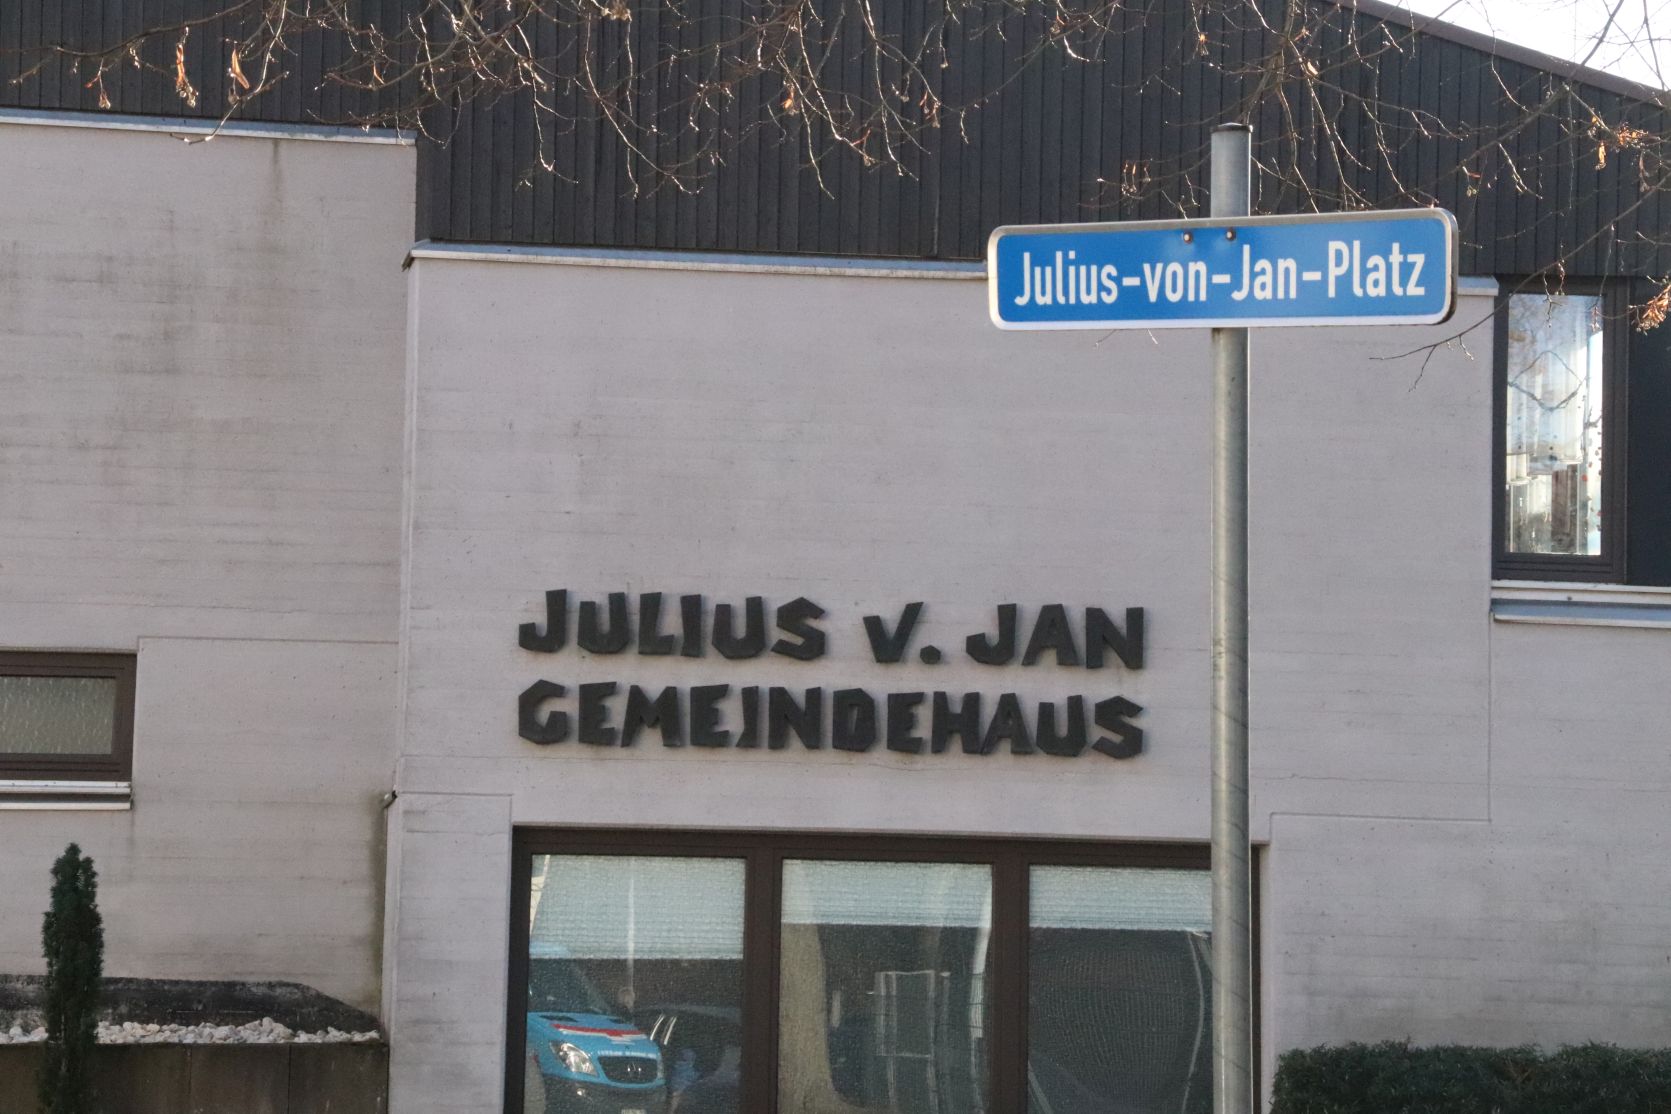 Julius-von-Jan-Platz
JULIUS V. JAN
GEMEINDEHAUS